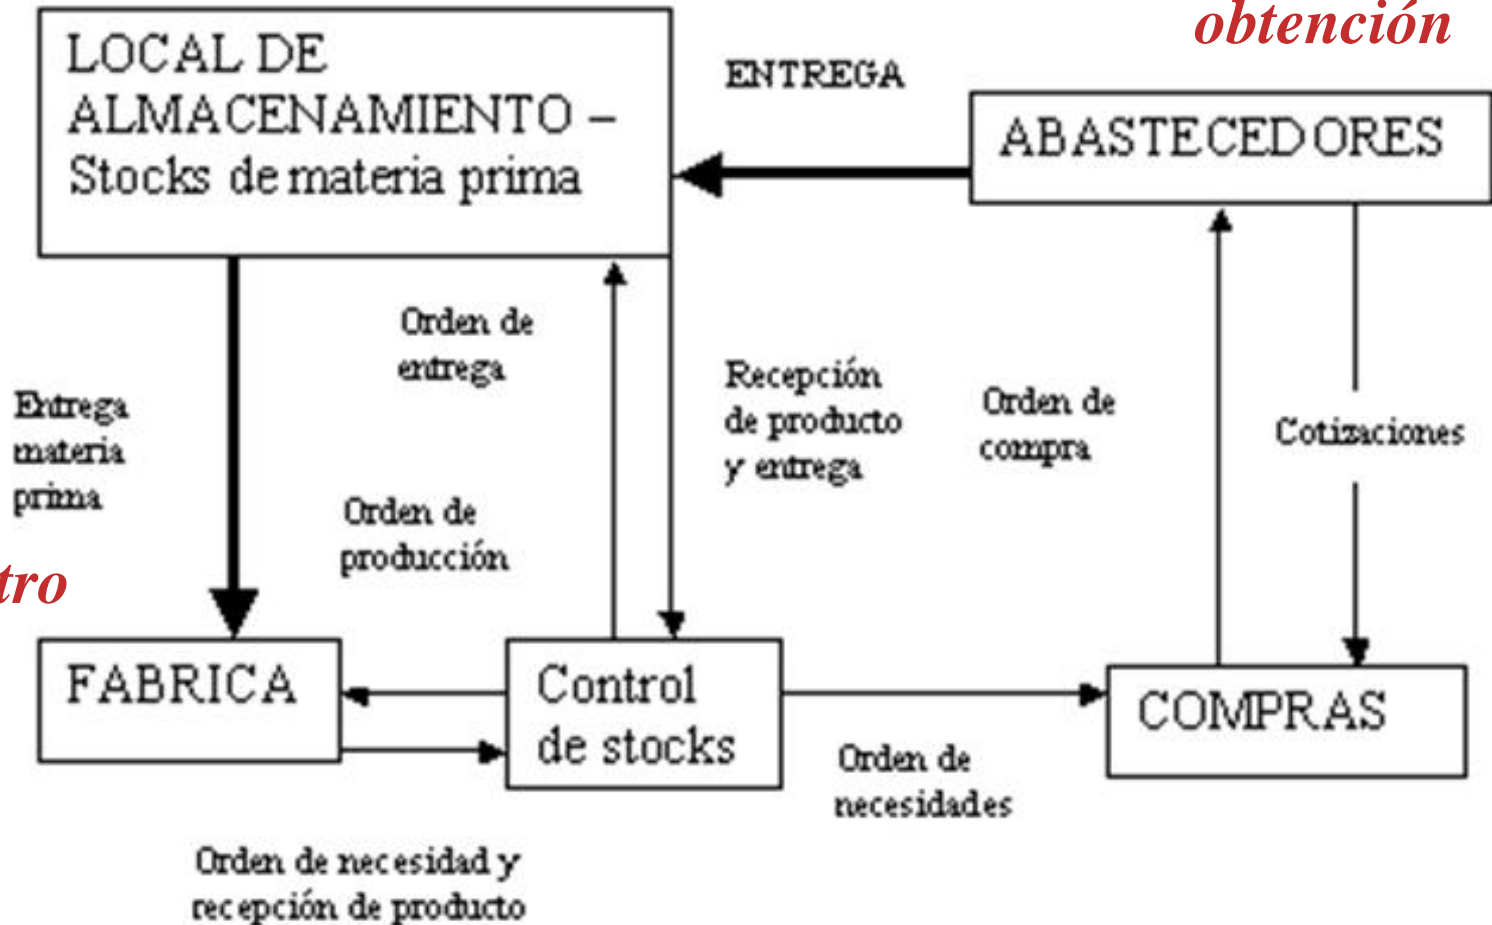 obtención
LOCAL DE
ALMACENAMIENTO –
Stocks de materia prima
ENTREGA
ABASTECEDORES
Orden de
entrega
Recepción
de producto
y entrega
Orden de
compra
Cotizaciones
Entrega
materia
prima
Orden de
producción
tro
FABRICA
Control
de stocks
COMPRAS
Orden de
necesidades
Orden de necesidad y
recepción de producto